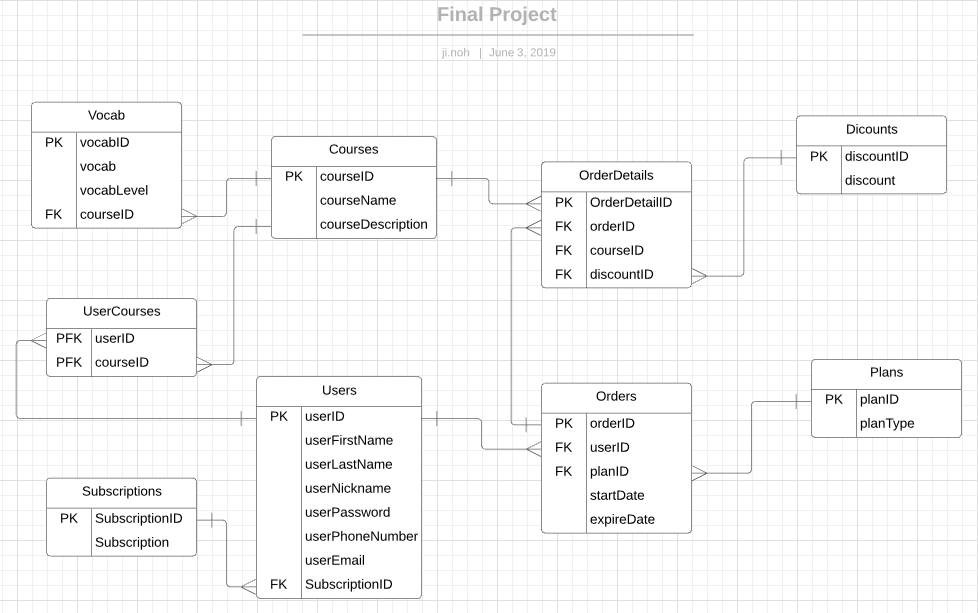 Final Project
ji.noh | June 3, 2019
Vocab
PK vocabID
vocab
vocabLevel
FK courseID
Courses
PK courseID
courseName
courseDescription
OrderDetails
PK OrderDetailID
FK orderID
FK courseID
FK discountID
Dicounts
PK discountID
discount
UserCourses
PFK userID
PFK courseID
Users
PK userID
userFirstName
userLastName
userNickname
userPassword
userPhoneNumber
userEmail
FK SubscriptionID
Orders
PK orderID
FK userID
FK planID
startDate
expireDate
Plans
PK planID
planType
Subscriptions
PK SubscriptionID
Subscription